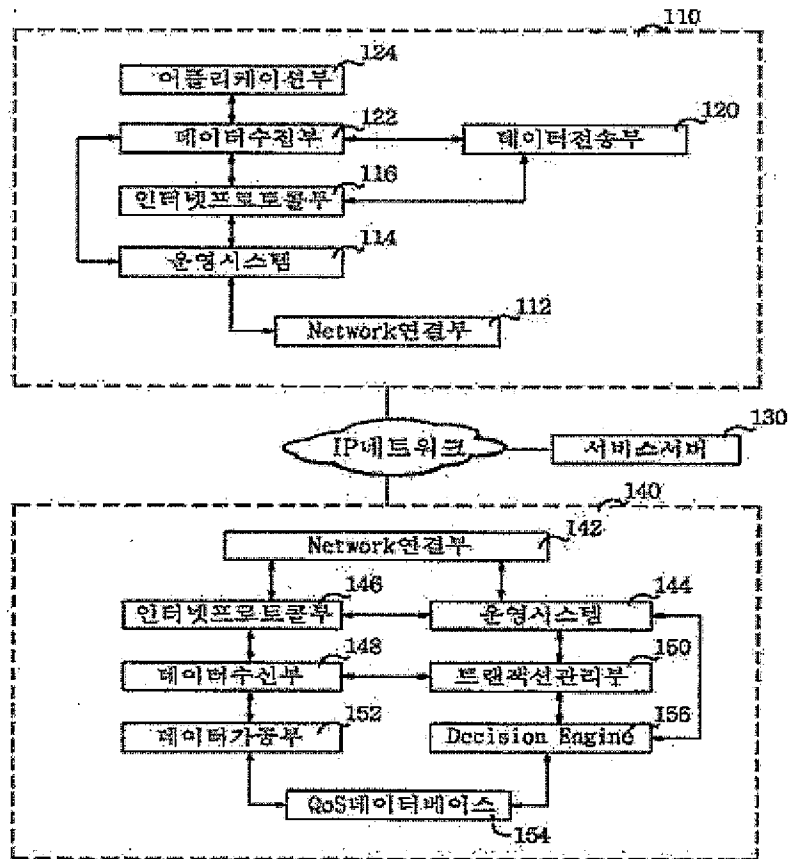 110
어플리케이션부 124
데이터수집부 122
데이터전송부 120
인터넷프로토콜부 116
운영시스템 114
Network연결부 112
IP네트워크
서비스서버 130
140
Network연결부 142
인터넷프로토콜부 146
운영시스템 144
데이터수신부 148
트랜잭션관리부 150
데이터가공부 152
Decision Engine 156
QoS데이터베이스 154